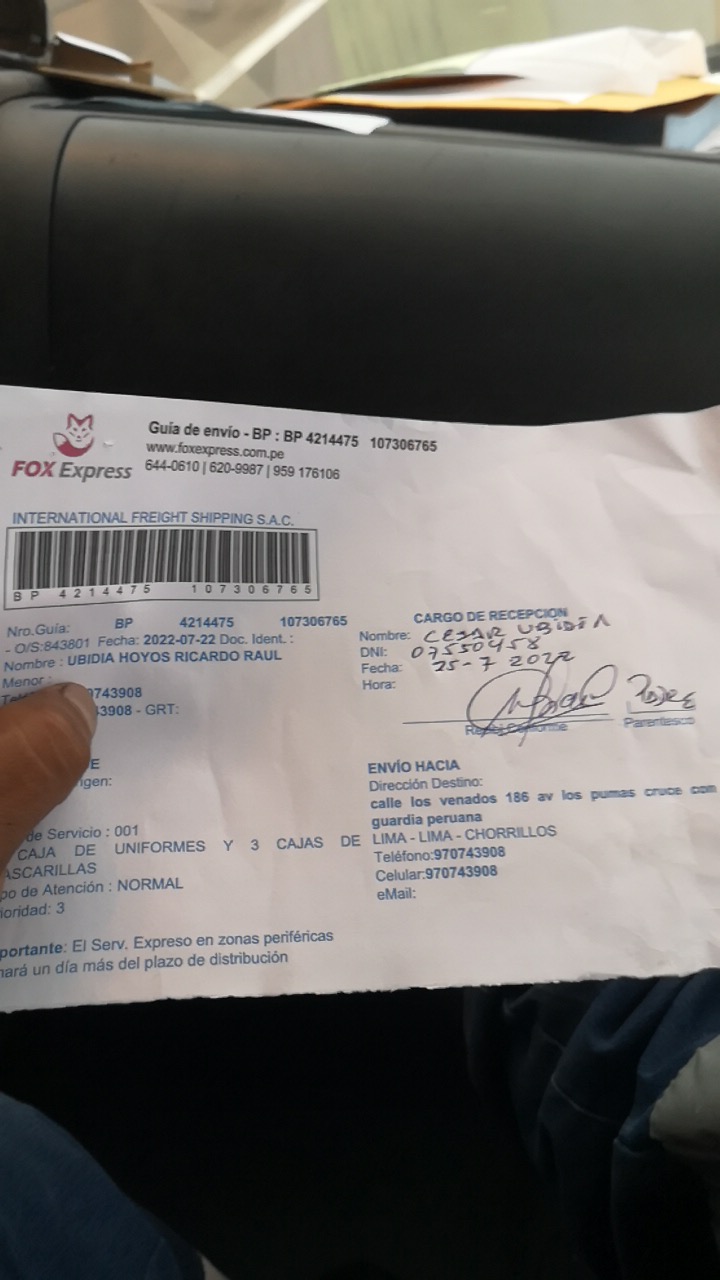 FOX Express
Guía de envío - BP : BP 4214475 107306765
www.foxexpress.com.pe
644-0610 | 620-9987 | 959 176106
INTERNATIONAL FREIGHT SHIPPING S.A.C.
BP 4214475 107306765
Nro.Guía: BP 4214475 107306765
- O/S:843801 Fecha: 2022-07-22 Doc. Ident.:
Nombre : UBIDIA HOYOS RICARDO RAUL
Menor :
9743908
3908 - GRT:
E
igen:
de Servicio : 001
CAJA DE UNIFORMES Y 3 CAJAS DE
ASCARILLAS
po de Atención : NORMAL
ioridad: 3
portante: El Serv. Expreso en zonas periféricas
nará un día más del plazo de distribución
CARGO DE RECEPCION
Nombre: CESAR UBIDIA
DNI: 07550458
Fecha: 25-7 2022
Hora:
Parentesco
ENVÍO HACIA
Dirección Destino:
calle los venados 186 av los pumas cruce com
guardia peruana
LIMA - LIMA - CHORRILLOS
Teléfono:970743908
Celular:970743908
eMail: